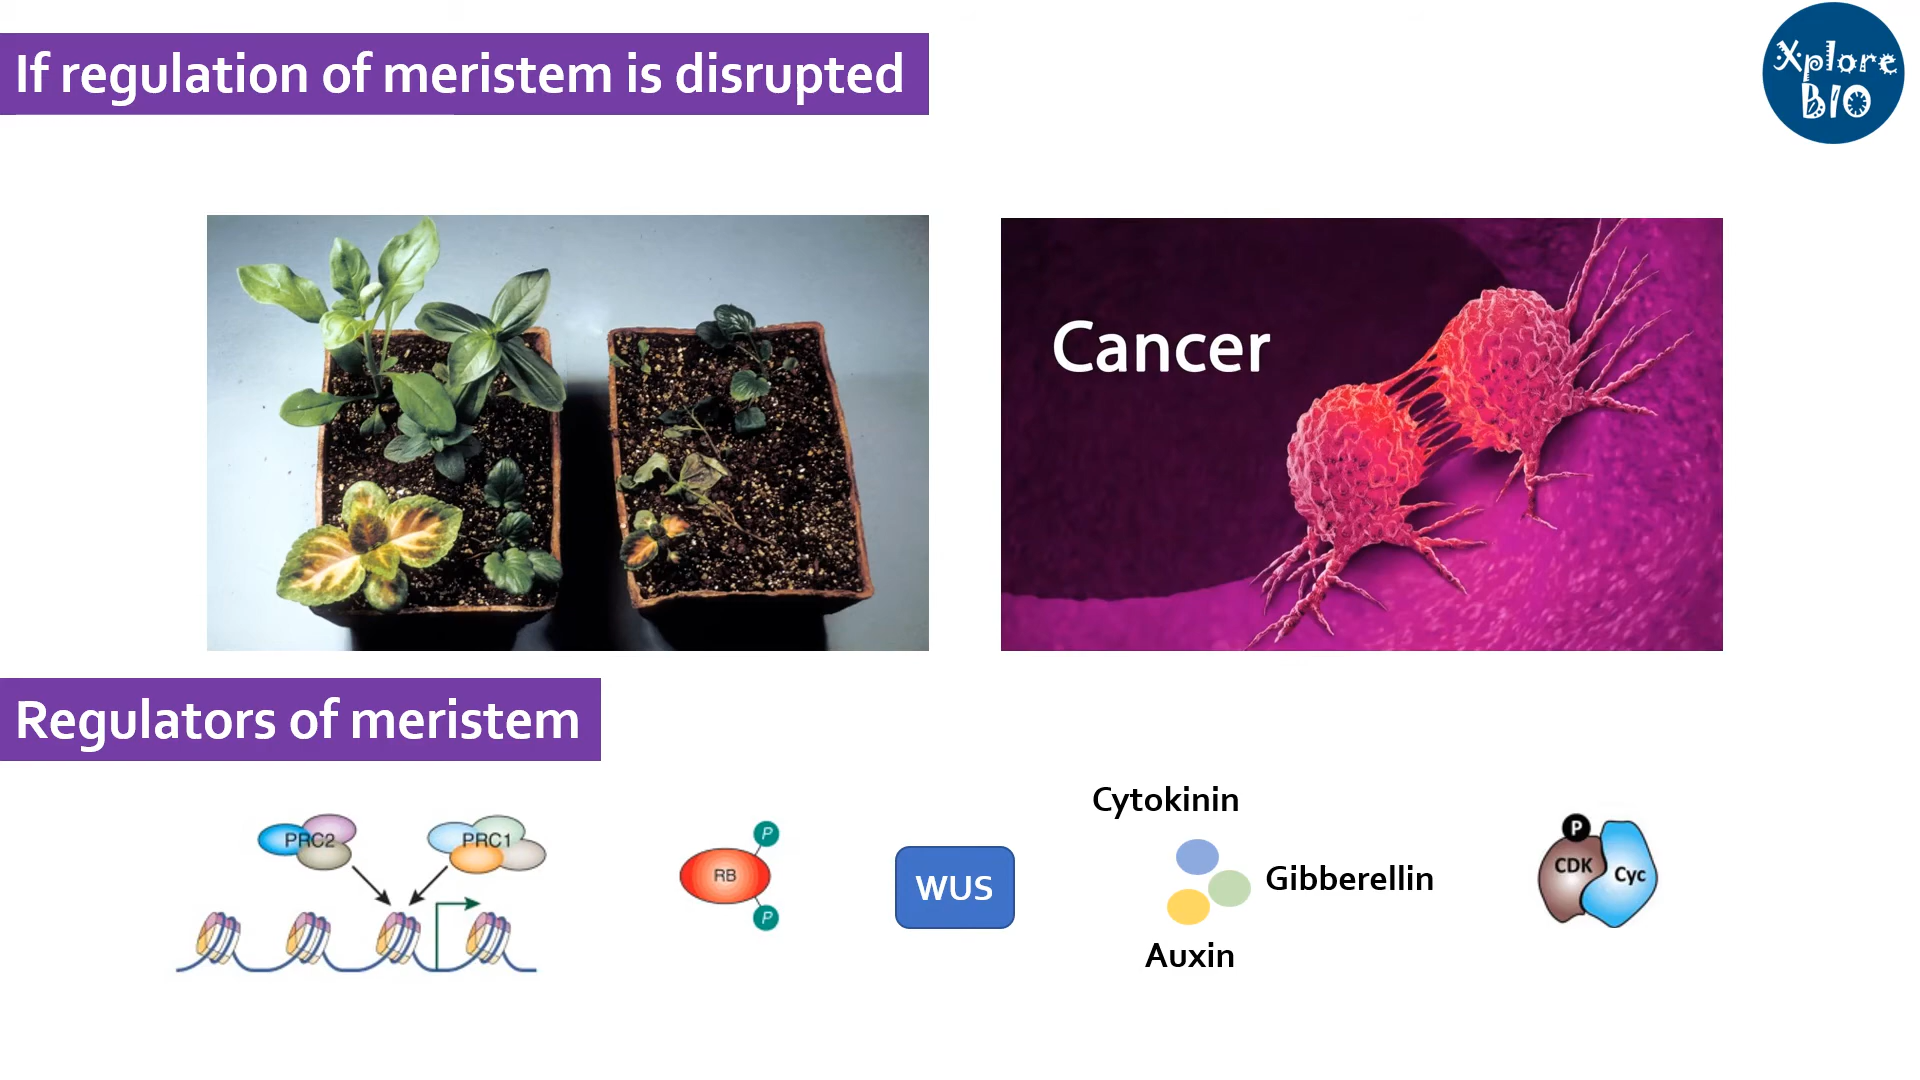 If regulation of meristem is disrupted
Xplore
BIO
Cancer
Regulators of meristem
PRC2
PRC1
P
RB
P
WUS
Cytokinin
Gibberellin
Auxin
P
CDK
Cyc